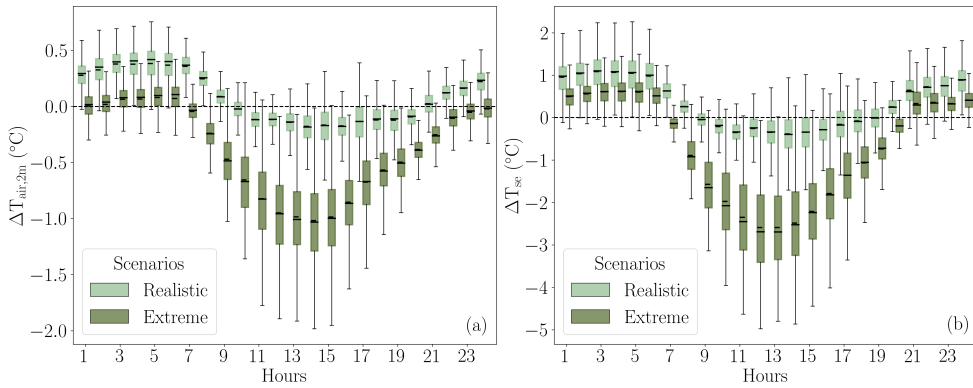 ΔT_air,2m (°C)
0.5
0.0
−0.5
−1.0
−1.5
−2.0
Scenarios
Realistic
Extreme
(a)
1 3 5 7 9 11 13 15 17 19 21 23
Hours
ΔT_se (°C)
2
1
0
−1
−2
−3
−4
−5
Scenarios
Realistic
Extreme
(b)
1 3 5 7 9 11 13 15 17 19 21 23
Hours